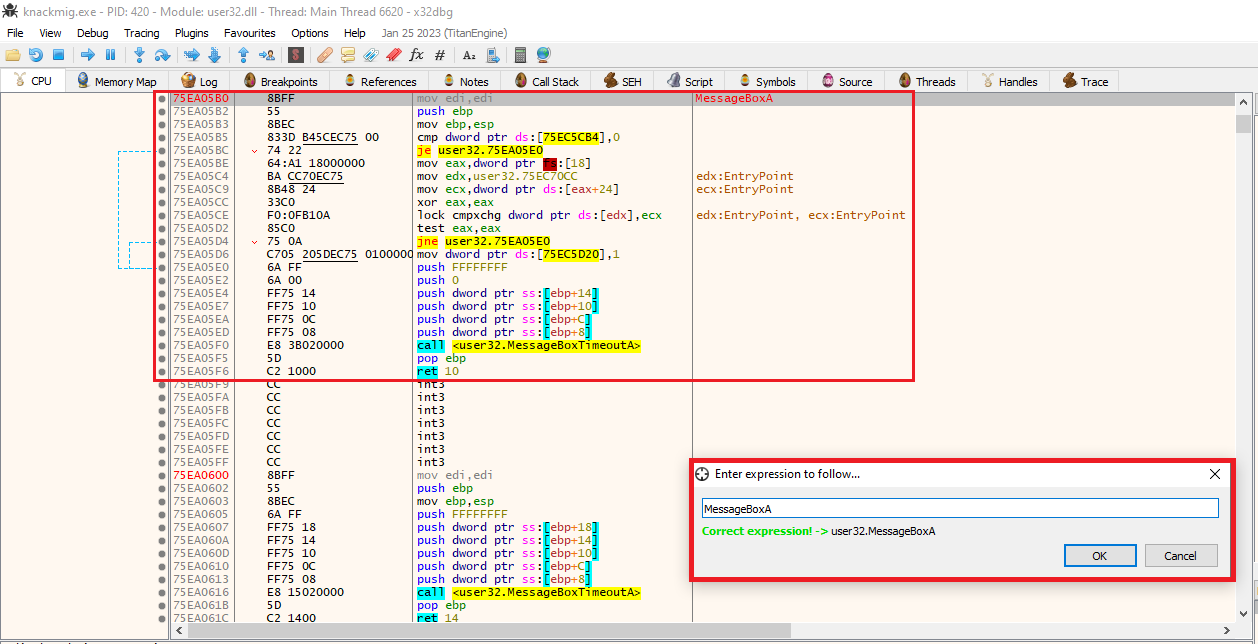 knackmig.exe - PID: 420 - Module: user32.dll - Thread: Main Thread 6620 - x32dbg
File View Debug Tracing Plugins Favourites Options Help Jan 25 2023 (TitanEngine)
CPU Memory Map Log Breakpoints References Notes Call Stack SEH Script Symbols Source Threads Handles Trace
75EA05B0 8BFF mov edi,edi MessageBoxA
75EA05B2 55 push ebp
75EA05B3 8BEC mov ebp,esp
75EA05B5 833D B45CEC75 00 cmp dword ptr ds:[75EC5CB4],0
75EA05BC 74 22 je user32.75EA05E0
75EA05BE 64:A1 18000000 mov eax,dword ptr fs:[18]
75EA05C4 BA CC70EC75 mov edx,user32.75EC70CC edx:EntryPoint
75EA05C9 8B48 24 mov ecx,dword ptr ds:[eax+24] ecx:EntryPoint
75EA05CC 33C0 xor eax,eax
75EA05CE F0:0FB10A lock cmpxchg dword ptr ds:[edx],ecx edx:EntryPoint, ecx:EntryPoint
75EA05D2 85C0 test eax,eax
75EA05D4 75 0A jne user32.75EA05E0
75EA05D6 C705 205DEC75 0100000 mov dword ptr ds:[75EC5D20],1
75EA05E0 6A FF push FFFFFFFF
75EA05E2 6A 00 push 0
75EA05E4 FF75 14 push dword ptr ss:[ebp+14]
75EA05E7 FF75 10 push dword ptr ss:[ebp+10]
75EA05EA FF75 0C push dword ptr ss:[ebp+C]
75EA05ED FF75 08 push dword ptr ss:[ebp+8]
75EA05F0 E8 3B020000 call <user32.MessageBoxTimeoutA>
75EA05F5 5D pop ebp
75EA05F6 C2 1000 ret 10
75EA05F9 CC int3
75EA05FA CC int3
75EA05FB CC int3
75EA05FC CC int3
75EA05FD CC int3
75EA05FE CC int3
75EA05FF CC int3
75EA0600 8BFF mov edi,edi
75EA0602 55 push ebp
75EA0603 8BEC mov ebp,esp
75EA0605 6A FF push FFFFFFFF
75EA0607 FF75 18 push dword ptr ss:[ebp+18]
75EA060A FF75 14 push dword ptr ss:[ebp+14]
75EA060D FF75 10 push dword ptr ss:[ebp+10]
75EA0610 FF75 0C push dword ptr ss:[ebp+C]
75EA0613 FF75 08 push dword ptr ss:[ebp+8]
75EA0616 E8 15020000 call <user32.MessageBoxTimeoutA>
75EA061B 5D pop ebp
75EA061C C2 1400 ret 14
Enter expression to follow...
MessageBoxA
Correct expression! -> user32.MessageBoxA
OK Cancel